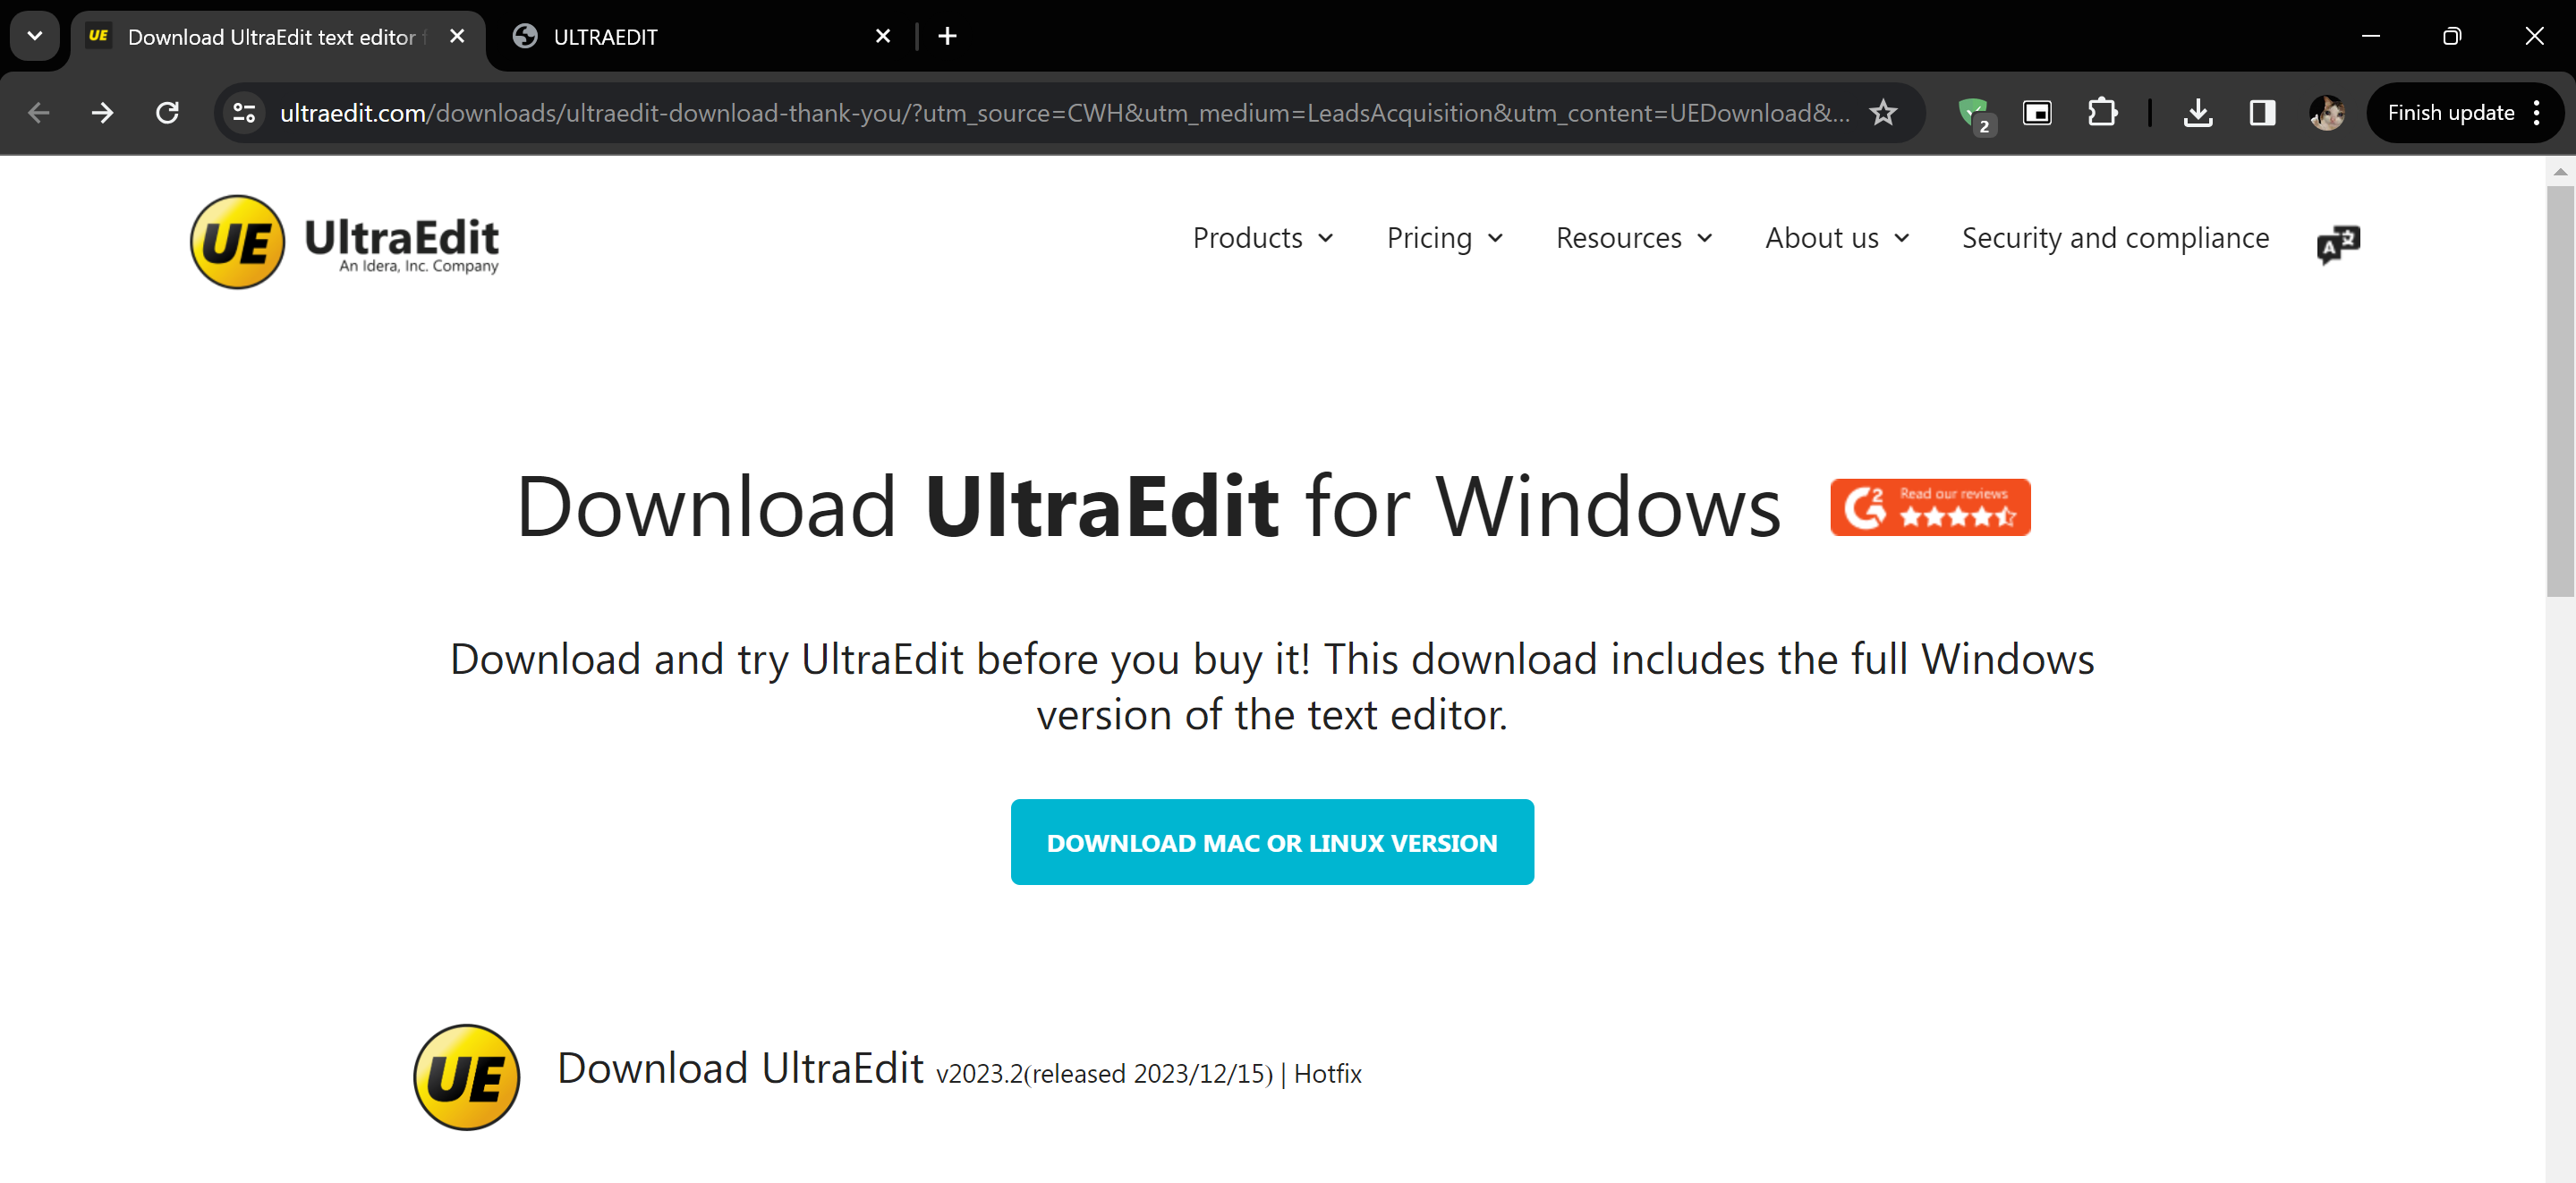 UE Download UltraEdit text editor f
ULTRAEDIT
ultraedit.com/downloads/ultraedit-download-thank-you/?utm_source=CWH&utm_medium=LeadsAcquisition&utm_content=UEDownload&...
2
Finish update
UE UltraEdit
An Idera, Inc. Company
Products
Pricing
Resources
About us
Security and compliance
A
Download UltraEdit for Windows
G2 Read our reviews
Download and try UltraEdit before you buy it! This download includes the full Windows
version of the text editor.
DOWNLOAD MAC OR LINUX VERSION
UE Download UltraEdit v2023.2(released 2023/12/15) | Hotfix